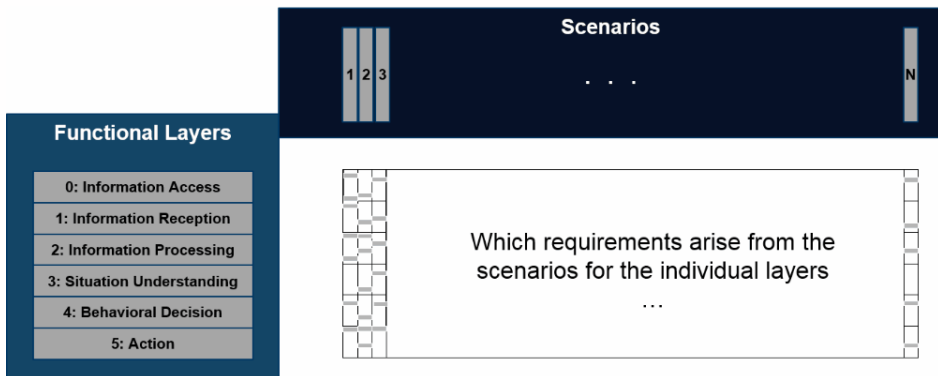 Scenarios
1 2 3 . . . N
Functional Layers
0: Information Access
1: Information Reception
2: Information Processing
3: Situation Understanding
4: Behavioral Decision
5: Action
Which requirements arise from the
scenarios for the individual layers
...